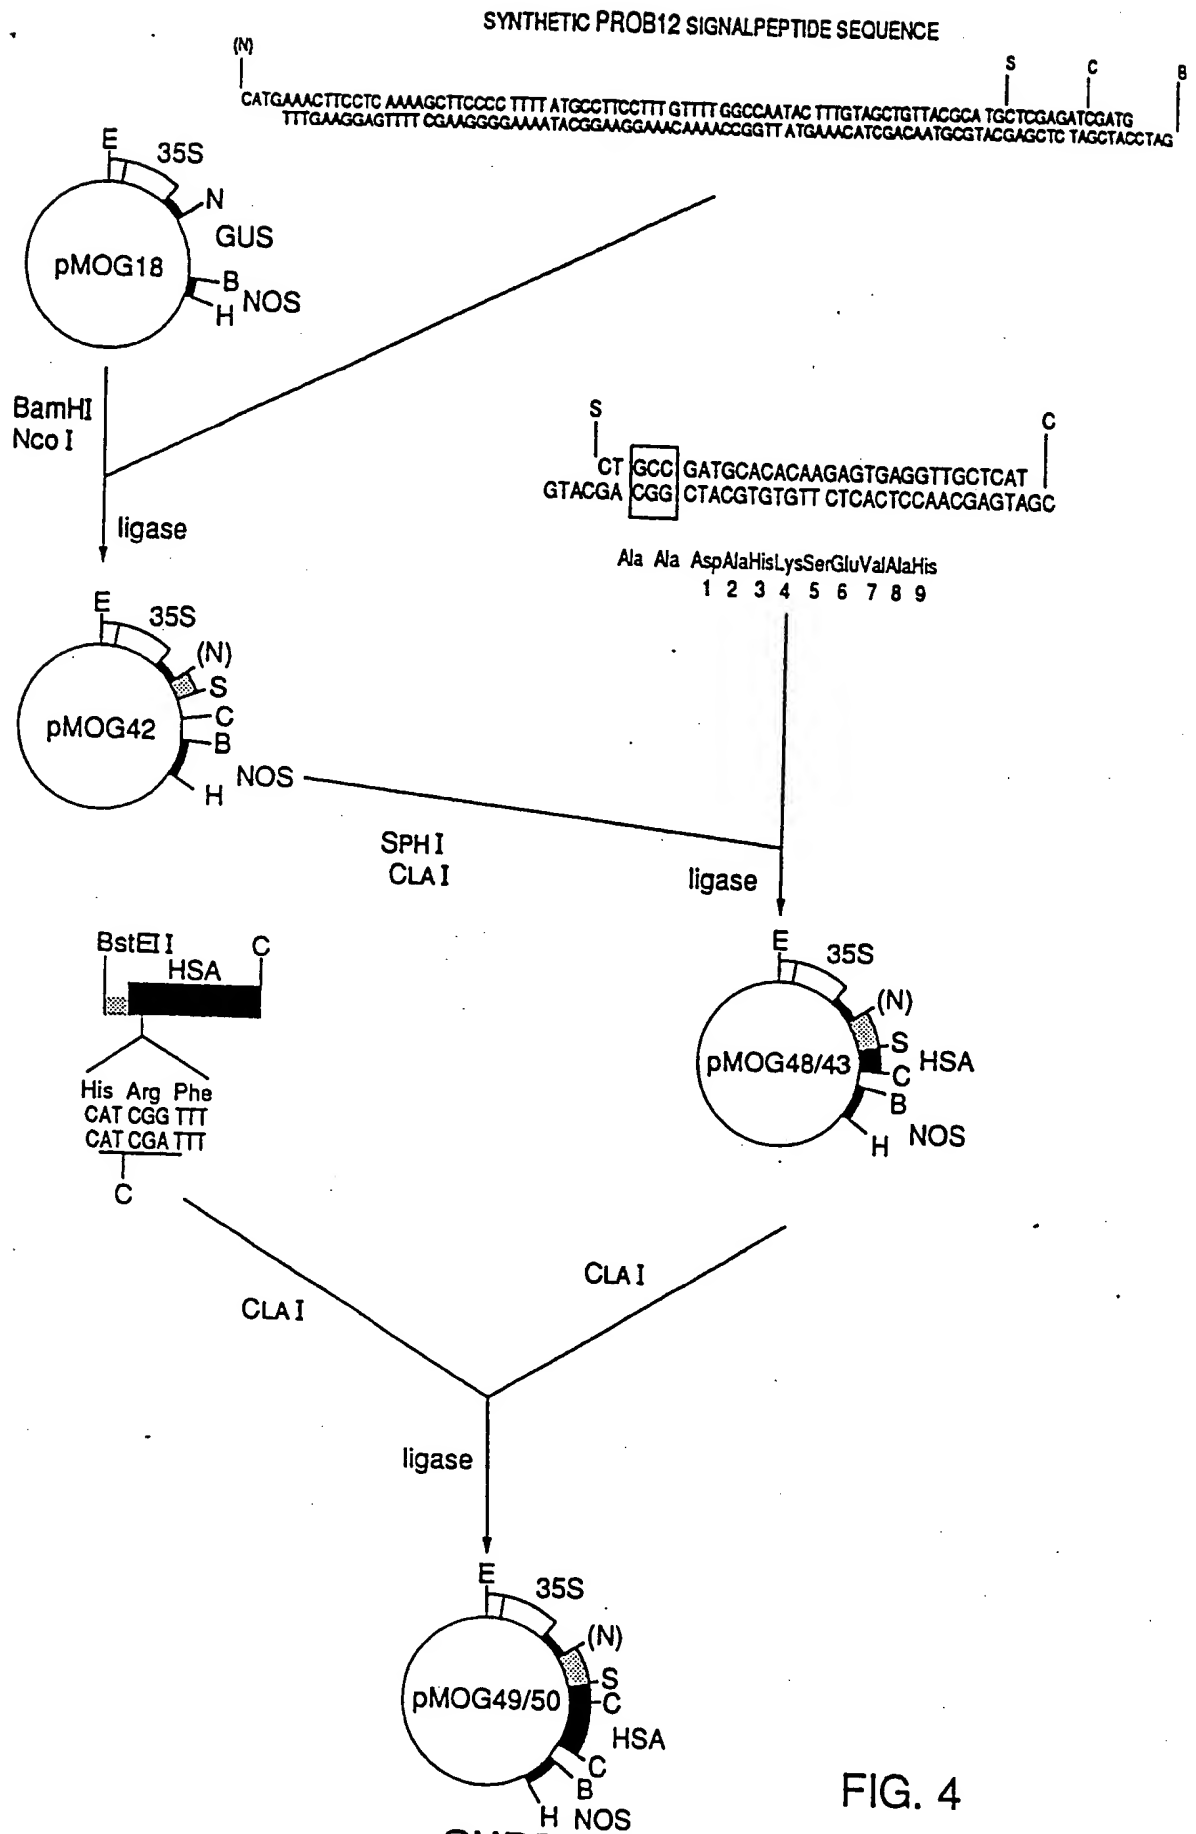 SYNTHETIC PROB12 SIGNALPEPTIDE SEQUENCE
(N)
S
C
B
CATGAAACTTCCTC AAAAGCTTCCCC TTTT ATGCCTTCCTTT GTTTT GGCCAATAC TTTGTAGCTGTTACGCA TGCTCGAGATCGATG
TTTGAAGGAGTTTT CGAAGGGGAAAATACGGAAGGAAACAAAACCGGTT ATGAAACATCGACAATGCGTACGAGCTC TAGCTACCTAG
E
35S
N
GUS
pMOG18
B
H NOS
BamHI
Nco I
ligase
S
C
CT GCC GATGCACACAAGAGTGAGGTTGCTCAT
GTACGA CGG CTACGTGTGTT CTCACTCCAACGAGTAGC
Ala Ala AspAlaHisLysSerGluValAlaHis
1 2 3 4 5 6 7 8 9
E
35S
(N)
S
pMOG42
C
B
H NOS
SPH I
CLA I
ligase
BstEII
C
HSA
His Arg Phe
CAT CGG TTT
CAT CGA TTT
C
E
35S
(N)
S
pMOG48/43
HSA
C
B
H NOS
CLA I
CLA I
ligase
E
35S
(N)
S
pMOG49/50
C
HSA
C
B
H NOS
FIG. 4